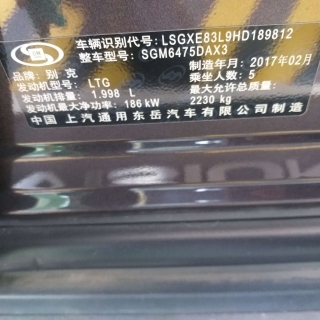 车辆识别代号: LSGXE83L9HD189812
整车型号: SGM6475DAX3
品牌: 别克 制造年月: 2017年02月
发动机型号: LTG 乘坐人数: 5
发动机排量: 1.998 L 最大允许总质量:
发动机最大净功率: 186 kW 2230 kg
中国 上汽通用东岳汽车有限公司制造
GM